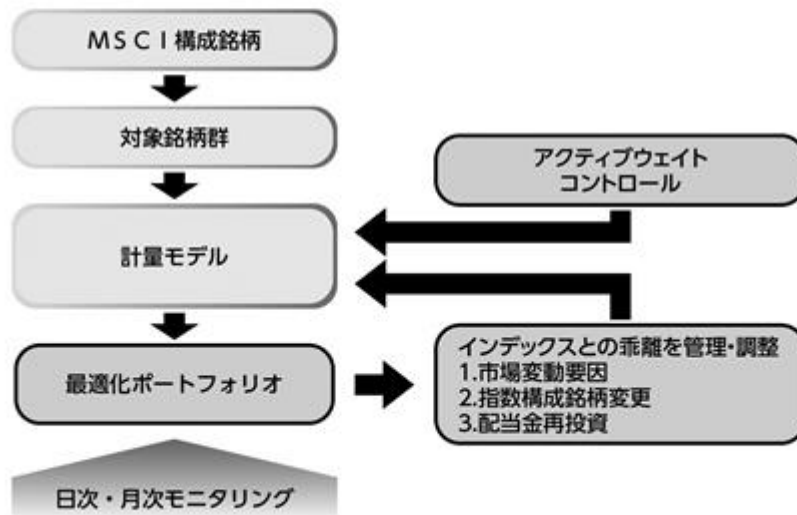 MSCI構成銘柄
対象銘柄群
アクティブウェイト
コントロール
計量モデル
最適化ポートフォリオ
インデックスとの乖離を管理・調整
1.市場変動要因
2.指数構成銘柄変更
3.配当金再投資
日次・月次モニタリング